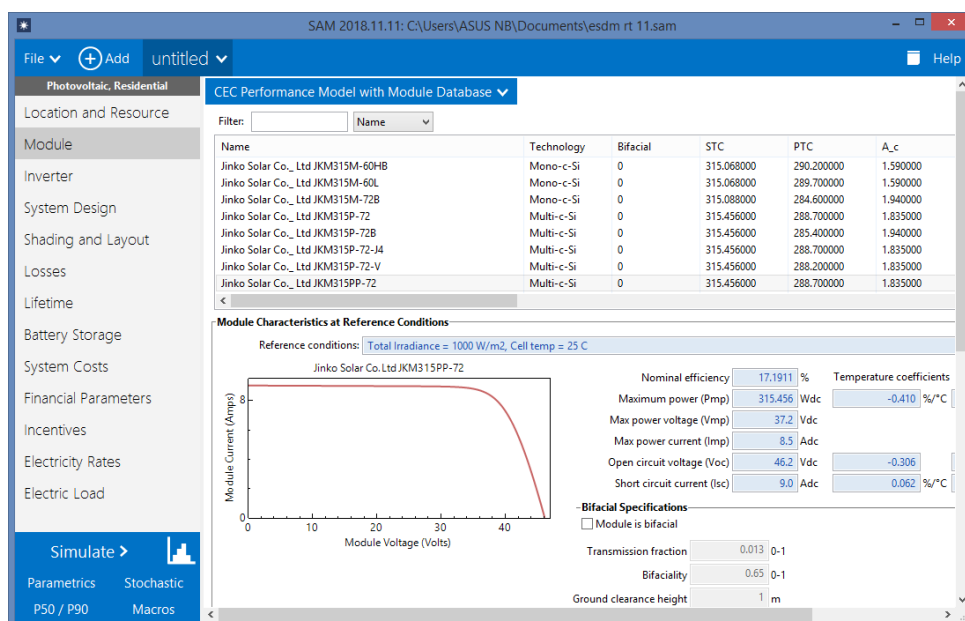 SAM 2018.11.11: C:\Users\ASUS NB\Documents\esdm rt 11.sam
File Add untitled Help
Photovoltaic, Residential
Location and Resource
Module
Inverter
System Design
Shading and Layout
Losses
Lifetime
Battery Storage
System Costs
Financial Parameters
Incentives
Electricity Rates
Electric Load
Simulate >
Parametrics Stochastic
P50 / P90 Macros
CEC Performance Model with Module Database
Filter: Name
Name Technology Bifacial STC PTC A_c
Jinko Solar Co._ Ltd JKM315M-60HB Mono-c-Si 0 315.068000 290.200000 1.590000
Jinko Solar Co._ Ltd JKM315M-60L Mono-c-Si 0 315.068000 289.700000 1.590000
Jinko Solar Co._ Ltd JKM315M-72B Mono-c-Si 0 315.088000 284.600000 1.940000
Jinko Solar Co._ Ltd JKM315P-72 Multi-c-Si 0 315.456000 288.700000 1.835000
Jinko Solar Co._ Ltd JKM315P-72B Multi-c-Si 0 315.456000 285.400000 1.940000
Jinko Solar Co._ Ltd JKM315P-72-J4 Multi-c-Si 0 315.456000 288.700000 1.835000
Jinko Solar Co._ Ltd JKM315P-72-V Multi-c-Si 0 315.456000 288.200000 1.835000
Jinko Solar Co._ Ltd JKM315PP-72 Multi-c-Si 0 315.456000 288.700000 1.835000
Module Characteristics at Reference Conditions
Reference conditions: Total Irradiance = 1000 W/m2, Cell temp = 25 C
Jinko Solar Co.Ltd JKM315PP-72
Module Current (Amps)
8
0
0 10 20 30 40
Module Voltage (Volts)
Nominal efficiency 17.1911 % Temperature coefficients
Maximum power (Pmp) 315.456 Wdc -0.410 %/°C
Max power voltage (Vmp) 37.2 Vdc
Max power current (Imp) 8.5 Adc
Open circuit voltage (Voc) 46.2 Vdc -0.306
Short circuit current (Isc) 9.0 Adc 0.062 %/°C
Bifacial Specifications
Module is bifacial
Transmission fraction 0.013 0-1
Bifaciality 0.65 0-1
Ground clearance height 1 m